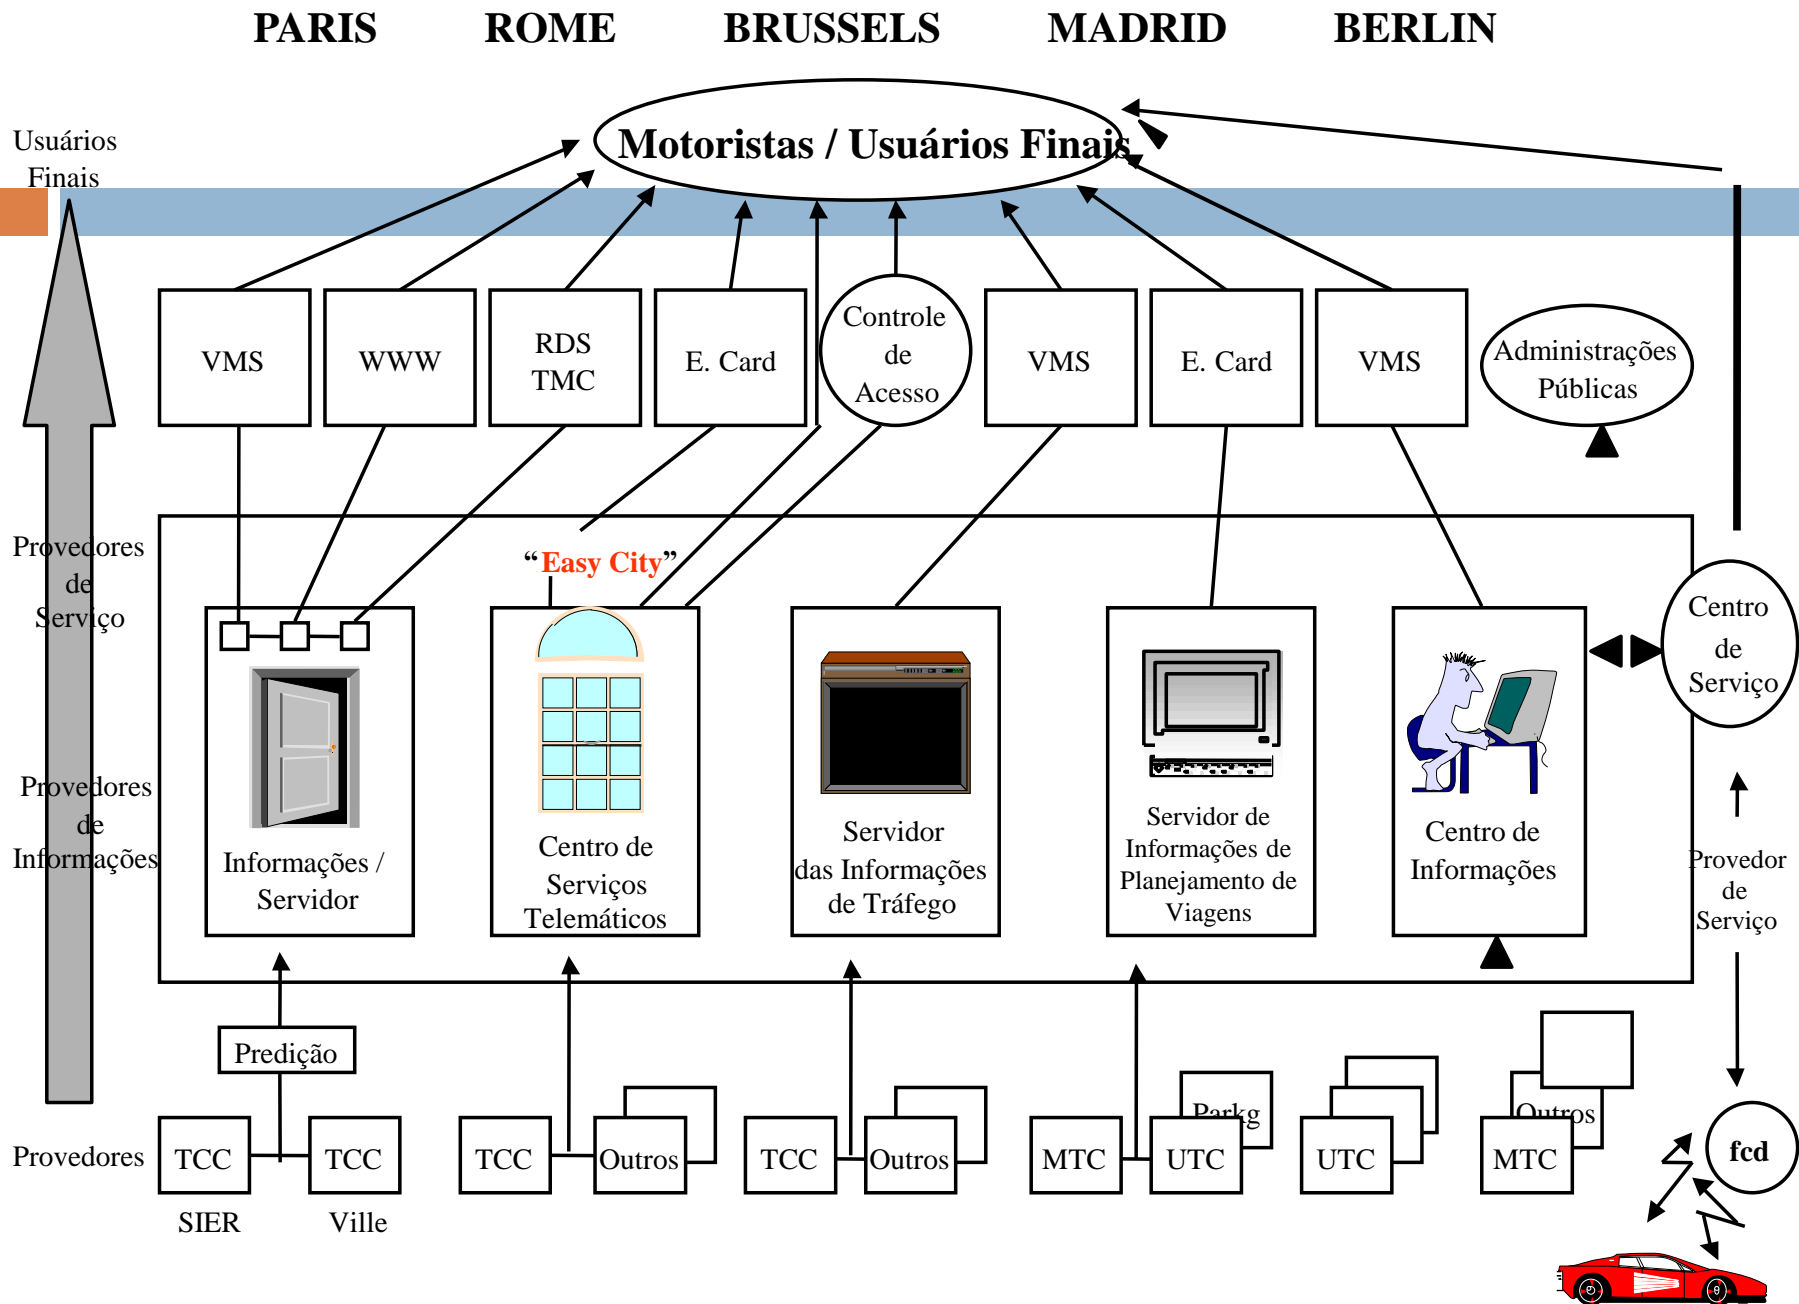 PARIS ROME BRUSSELS MADRID BERLIN
Motoristas / Usuários Finais
Usuários
Finais
VMS
WWW
RDS
TMC
E. Card
Controle
de
Acesso
VMS
E. Card
VMS
Administrações
Públicas
Provedores
de
Serviço
“Easy City”
Centro
de
Serviço
Provedores
de
Informações
Informações /
Servidor
Centro de
Serviços
Telemáticos
Servidor
das Informações
de Tráfego
Servidor de
Informações de
Planejamento de
Viagens
Centro de
Informações
Provedor
de
Serviço
Predição
Provedores
TCC
TCC
TCC
Outros
TCC
Outros
MTC
Parkg
UTC
UTC
Outros
MTC
fcd
SIER
Ville